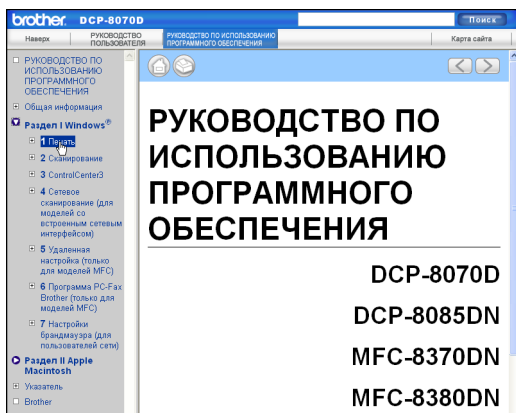 brother. DCP-8070D
Поиск
Наверх
РУКОВОДСТВО
ПОЛЬЗОВАТЕЛЯ
РУКОВОДСТВО ПО ИСПОЛЬЗОВАНИЮ
ПРОГРАММНОГО ОБЕСПЕЧЕНИЯ
Карта сайта
РУКОВОДСТВО ПО
ИСПОЛЬЗОВАНИЮ
ПРОГРАММНОГО
ОБЕСПЕЧЕНИЯ
Общая информация
Раздел I Windows®
1 Печать
2 Сканирование
3 ControlCenter3
4 Сетевое
сканирование (для
моделей со
встроенным сетевым
интерфейсом)
5 Удаленная
настройка (только
для моделей MFC)
6 Программа PC-Fax
Brother (только для
моделей MFC)
7 Настройки
брандмауэра (для
пользователей сети)
Раздел II Apple
Macintosh
Указатель
Brother
РУКОВОДСТВО ПО
ИСПОЛЬЗОВАНИЮ
ПРОГРАММНОГО
ОБЕСПЕЧЕНИЯ
DCP-8070D
DCP-8085DN
MFC-8370DN
MFC-8380DN